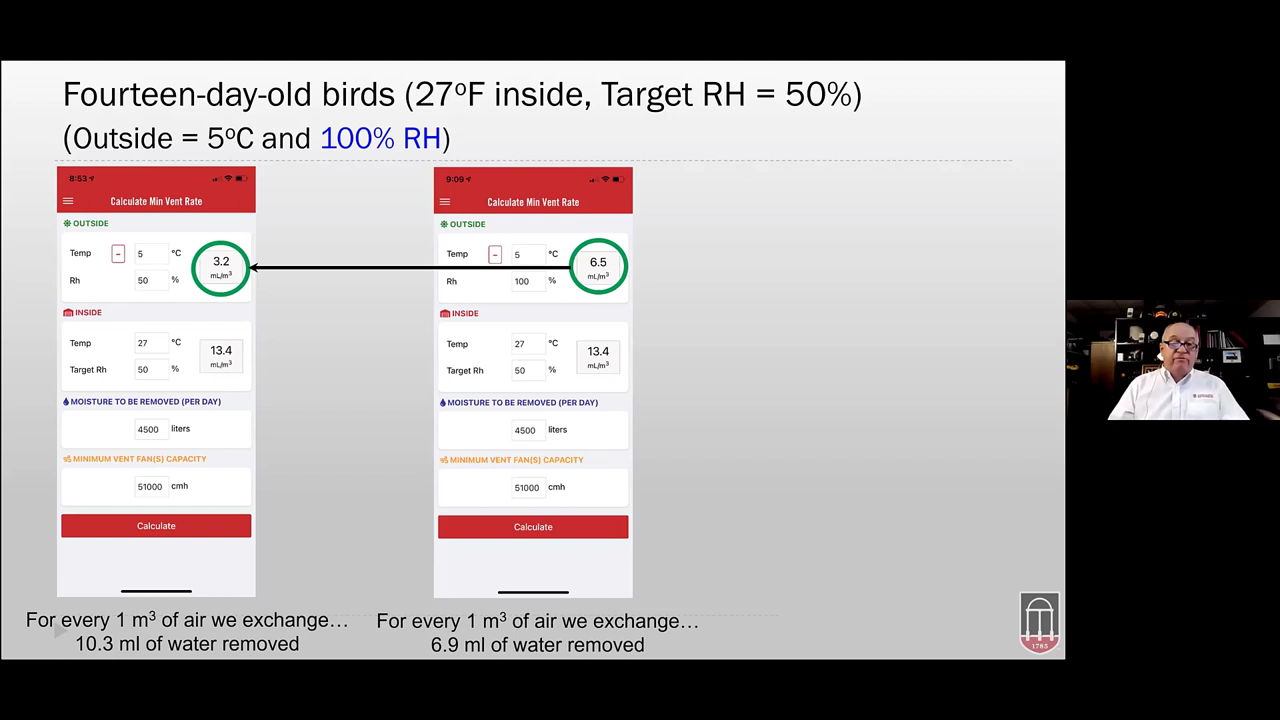 Fourteen-day-old birds (27ºF inside, Target RH = 50%)
(Outside = 5ºC and 100% RH)
8:53
Calculate Min Vent Rate
OUTSIDE
Temp - 5 ºC
3.2
mL/m³
Rh 50 %
INSIDE
Temp 27 ºC
13.4
mL/m³
Target Rh 50 %
MOISTURE TO BE REMOVED (PER DAY)
4500 liters
MINIMUM VENT FAN(S) CAPACITY
51000 cmh
Calculate
For every 1 m³ of air we exchange…
10.3 ml of water removed
9:09
Calculate Min Vent Rate
OUTSIDE
Temp - 5 ºC
6.5
mL/m³
Rh 100 %
INSIDE
Temp 27 ºC
13.4
mL/m³
Target Rh 50 %
MOISTURE TO BE REMOVED (PER DAY)
4500 liters
MINIMUM VENT FAN(S) CAPACITY
51000 cmh
Calculate
For every 1 m³ of air we exchange…
6.9 ml of water removed
1785